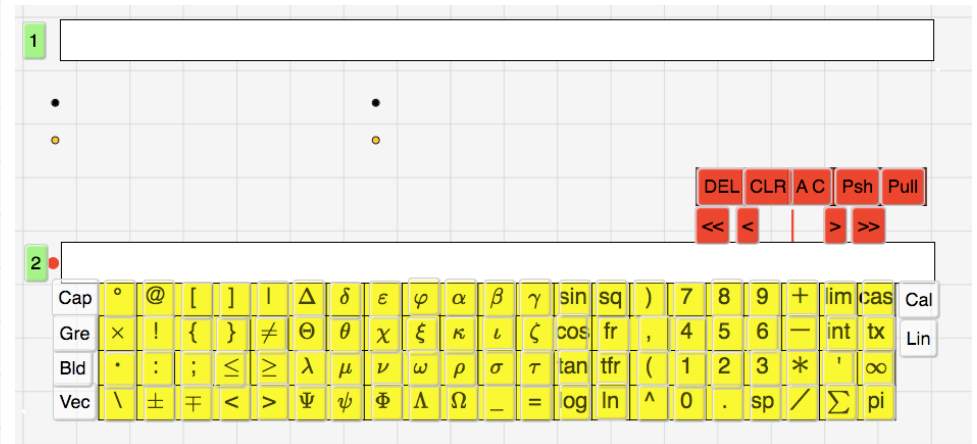 1
DEL CLR A C Psh Pull
<< < | > >>
2
Cap ° @ [ ] | Δ δ ε φ α β γ sin sq ) 7 8 9 + lim cas Cal
Gre × ! { } ≠ Θ θ χ ξ κ ι ζ cos fr , 4 5 6 — int tx Lin
Bld · : ; ≤ ≥ λ μ ν ω ρ σ τ tan tfr ( 1 2 3 * ' ∞
Vec \ ± ∓ < > Ψ ψ Φ Λ Ω _ = log ln ^ 0 . sp / ∑ pi